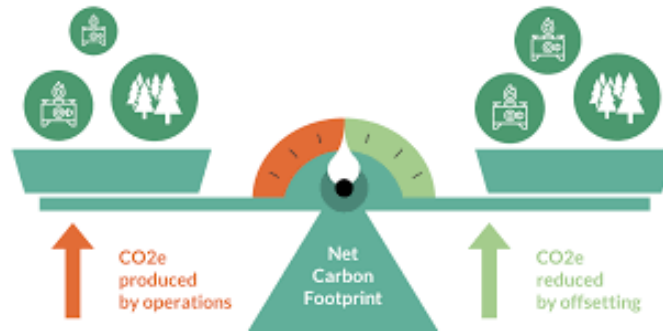 CO2e
produced
by operations
Net
Carbon
Footprint
CO2e
reduced
by offsetting